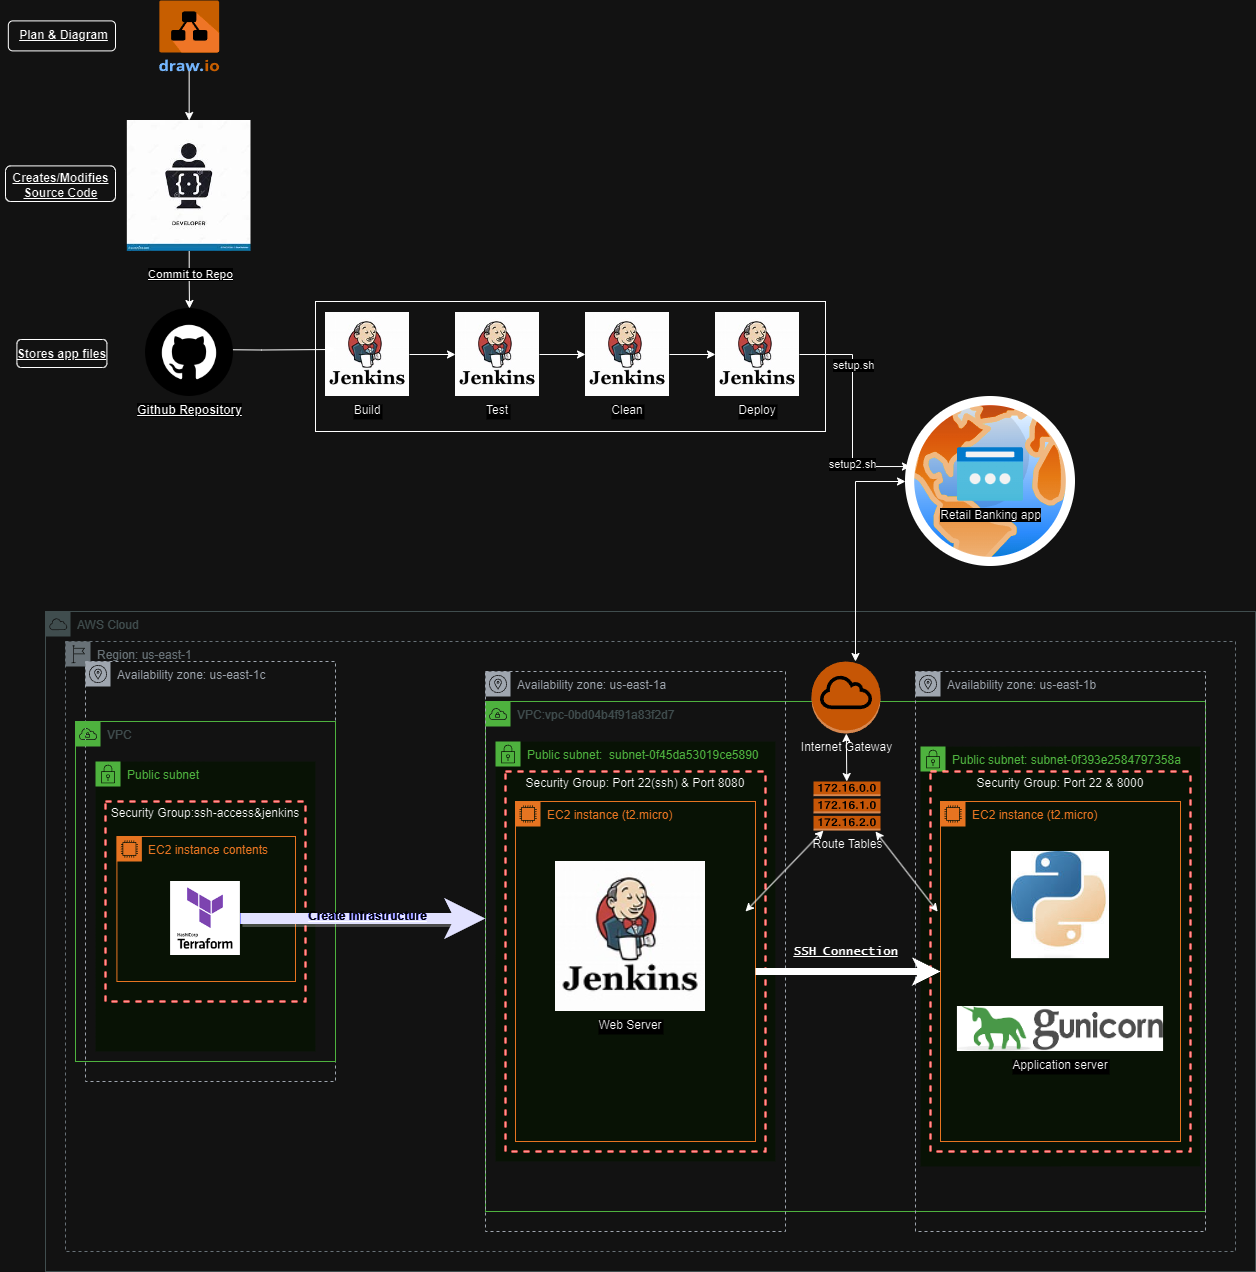 Plan & Diagram
draw.io
Creates/Modifies
Source Code
DEVELOPER
Commit to Repo
Stores app files
Github Repository
Jenkins
Build
Jenkins
Test
Jenkins
Clean
Jenkins
Deploy
setup.sh
setup2.sh
Retail Banking app
AWS Cloud
Region: us-east-1
Availability zone: us-east-1c
VPC
Public subnet
Security Group:ssh-access&jenkins
EC2 instance contents
HashiCorp
Terraform
Create Infrastructure
Availability zone: us-east-1a
VPC:vpc-0bd04b4f91a83f2d7
Public subnet: subnet-0f45da53019ce5890
Security Group: Port 22(ssh) & Port 8080
EC2 instance (t2.micro)
Jenkins
Web Server
Internet Gateway
172.16.0.0
172.16.1.0
172.16.2.0
Route Tables
SSH Connection
Availability zone: us-east-1b
Public subnet: subnet-0f393e2584797358a
Security Group: Port 22 & 8000
EC2 instance (t2.micro)
gunicorn
Application server